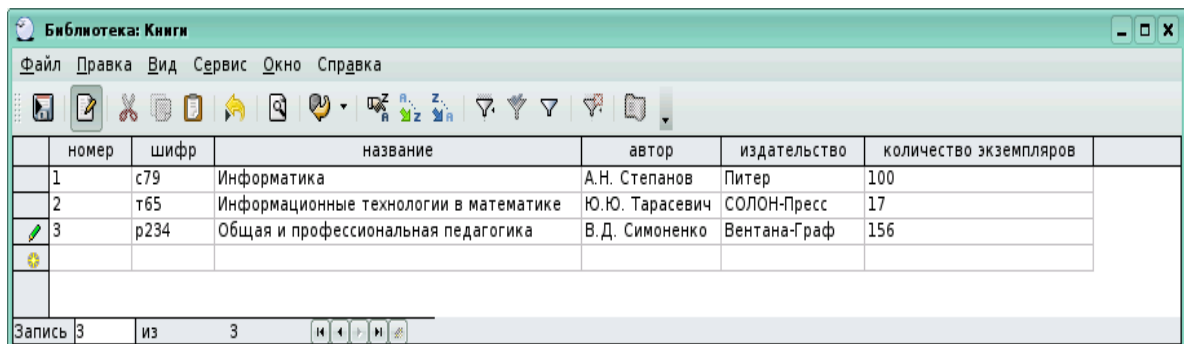 Библиотека: Книги
Файл Правка Вид Сервис Окно Справка
номер шифр название автор издательство количество экземпляров
1 с79 Информатика А.Н. Степанов Питер 100
2 т65 Информационные технологии в математике Ю.Ю. Тарасевич СОЛОН-Пресс 17
3 р234 Общая и профессиональная педагогика В.Д. Симоненко Вентана-Граф 156
Запись 3 из 3